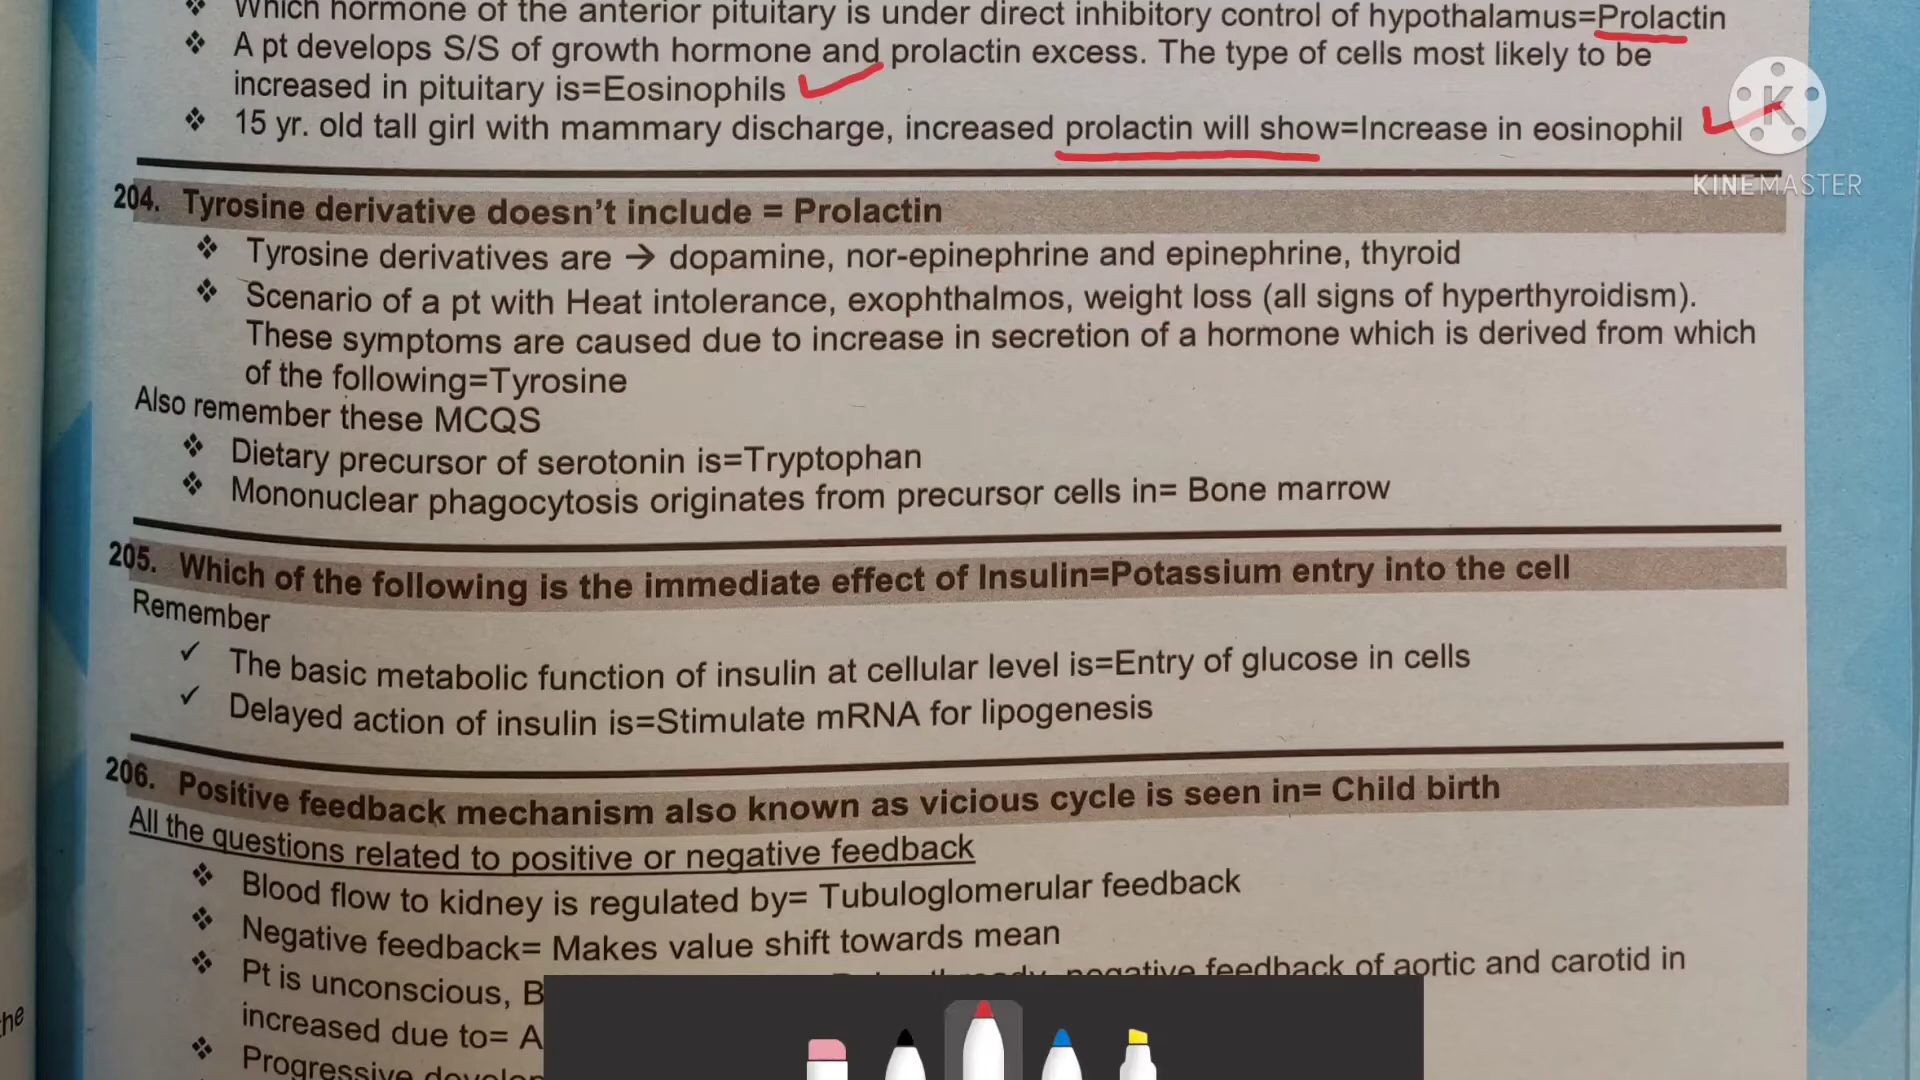 Which hormone of the anterior pituitary is under direct inhibitory control of hypothalamus=Prolactin
❖ A pt develops S/S of growth hormone and prolactin excess. The type of cells most likely to be
increased in pituitary is=Eosinophils
❖ 15 yr. old tall girl with mammary discharge, increased prolactin will show=Increase in eosinophil
K
KINEMASTER
204. Tyrosine derivative doesn't include = Prolactin
❖ Tyrosine derivatives are → dopamine, nor-epinephrine and epinephrine, thyroid
❖ Scenario of a pt with Heat intolerance, exophthalmos, weight loss (all signs of hyperthyroidism).
These symptoms are caused due to increase in secretion of a hormone which is derived from which
of the following=Tyrosine
Also remember these MCQS
❖ Dietary precursor of serotonin is=Tryptophan
❖ Mononuclear phagocytosis originates from precursor cells in= Bone marrow
205. Which of the following is the immediate effect of Insulin=Potassium entry into the cell
Remember
✓ The basic metabolic function of insulin at cellular level is=Entry of glucose in cells
✓ Delayed action of insulin is=Stimulate mRNA for lipogenesis
206. Positive feedback mechanism also known as vicious cycle is seen in= Child birth
All the questions related to positive or negative feedback
❖ Blood flow to kidney is regulated by= Tubuloglomerular feedback
❖ Negative feedback= Makes value shift towards mean
❖ Pt is unconscious, B negative feedback of aortic and carotid in
increased due to= A
❖ Progressive